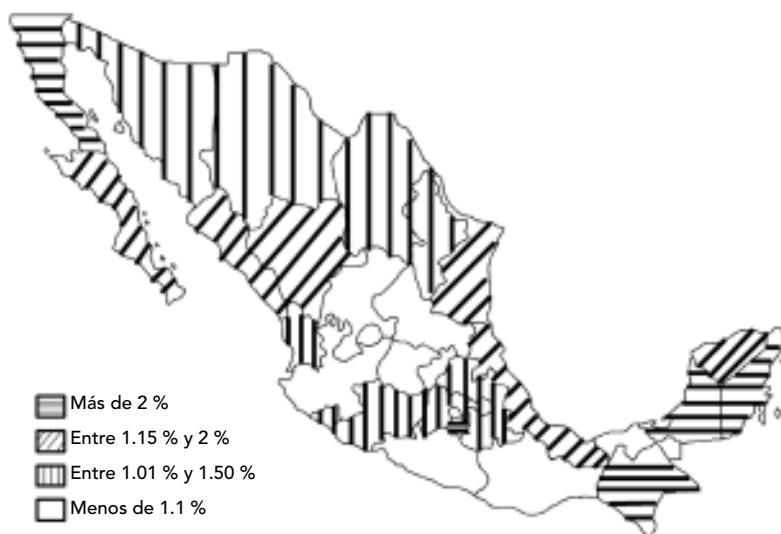 Más de 2 %
Entre 1.15 % y 2 %
Entre 1.01 % y 1.50 %
Menos de 1.1 %